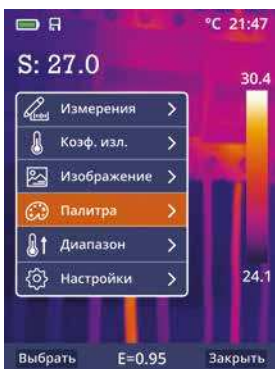 °C 21:47
S: 27.0
30.4
Измерения
Коэф. изл.
Изображение
Палитра
Диапазон
Настройки
24.1
Выбрать E=0.95 Закрыть